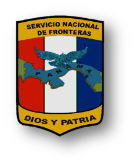 SERVICIO NACIONAL
DE FRONTERAS
DIOS Y PATRIA